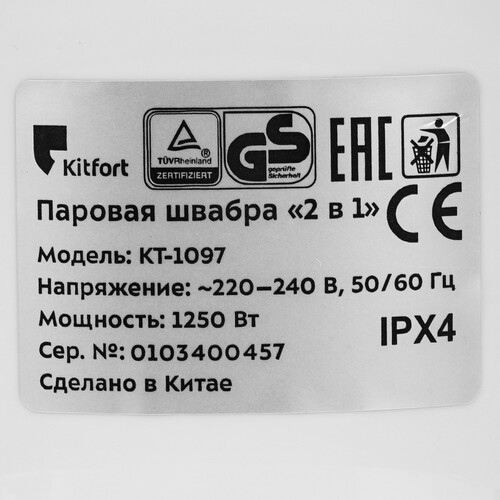 Kitfort
TÜVRheinland
ZERTIFIZIERT
GS
geprüfte
Sicherheit
EAC
Паровая швабра «2 в 1»
CE
Модель: КТ-1097
Напряжение: ~220–240 В, 50/60 Гц
Мощность: 1250 Вт
IPX4
Сер. №: 0103400457
Сделано в Китае